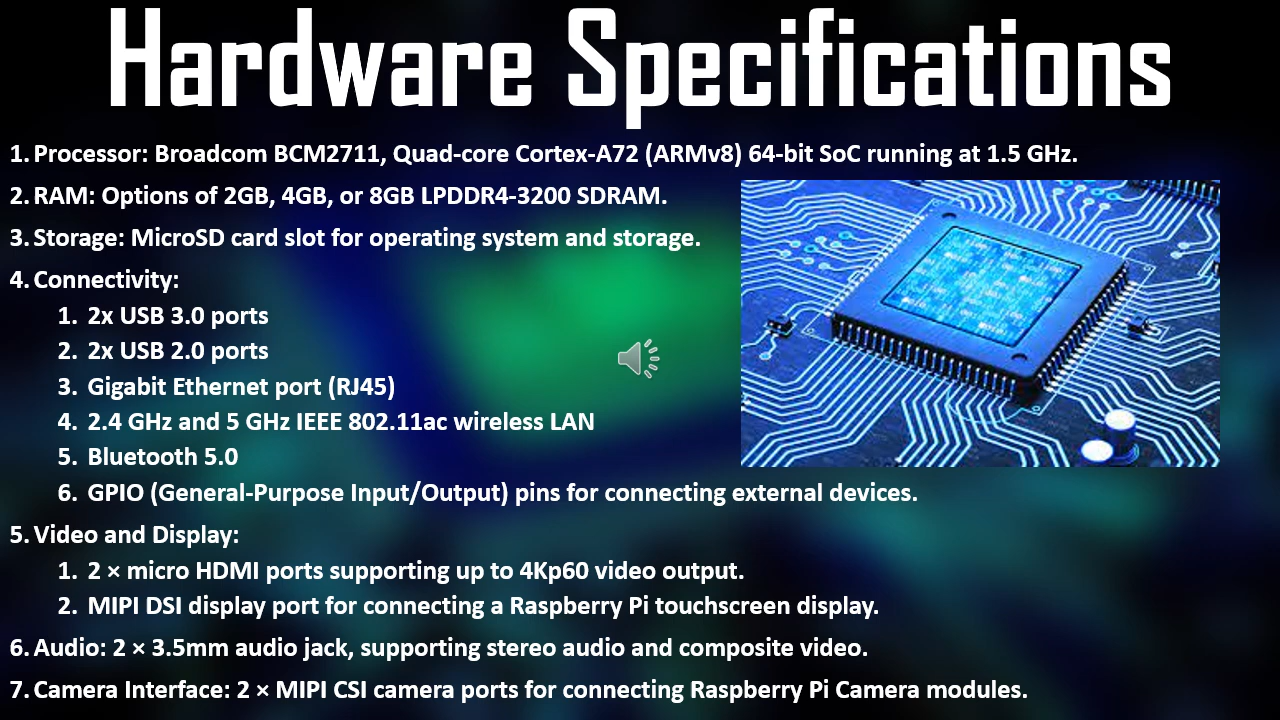 Hardware Specifications
1. Processor: Broadcom BCM2711, Quad-core Cortex-A72 (ARMv8) 64-bit SoC running at 1.5 GHz.
2. RAM: Options of 2GB, 4GB, or 8GB LPDDR4-3200 SDRAM.
3. Storage: MicroSD card slot for operating system and storage.
4. Connectivity:
1. 2x USB 3.0 ports
2. 2x USB 2.0 ports
3. Gigabit Ethernet port (RJ45)
4. 2.4 GHz and 5 GHz IEEE 802.11ac wireless LAN
5. Bluetooth 5.0
6. GPIO (General-Purpose Input/Output) pins for connecting external devices.
5. Video and Display:
1. 2 × micro HDMI ports supporting up to 4Kp60 video output.
2. MIPI DSI display port for connecting a Raspberry Pi touchscreen display.
6. Audio: 2 × 3.5mm audio jack, supporting stereo audio and composite video.
7. Camera Interface: 2 × MIPI CSI camera ports for connecting Raspberry Pi Camera modules.